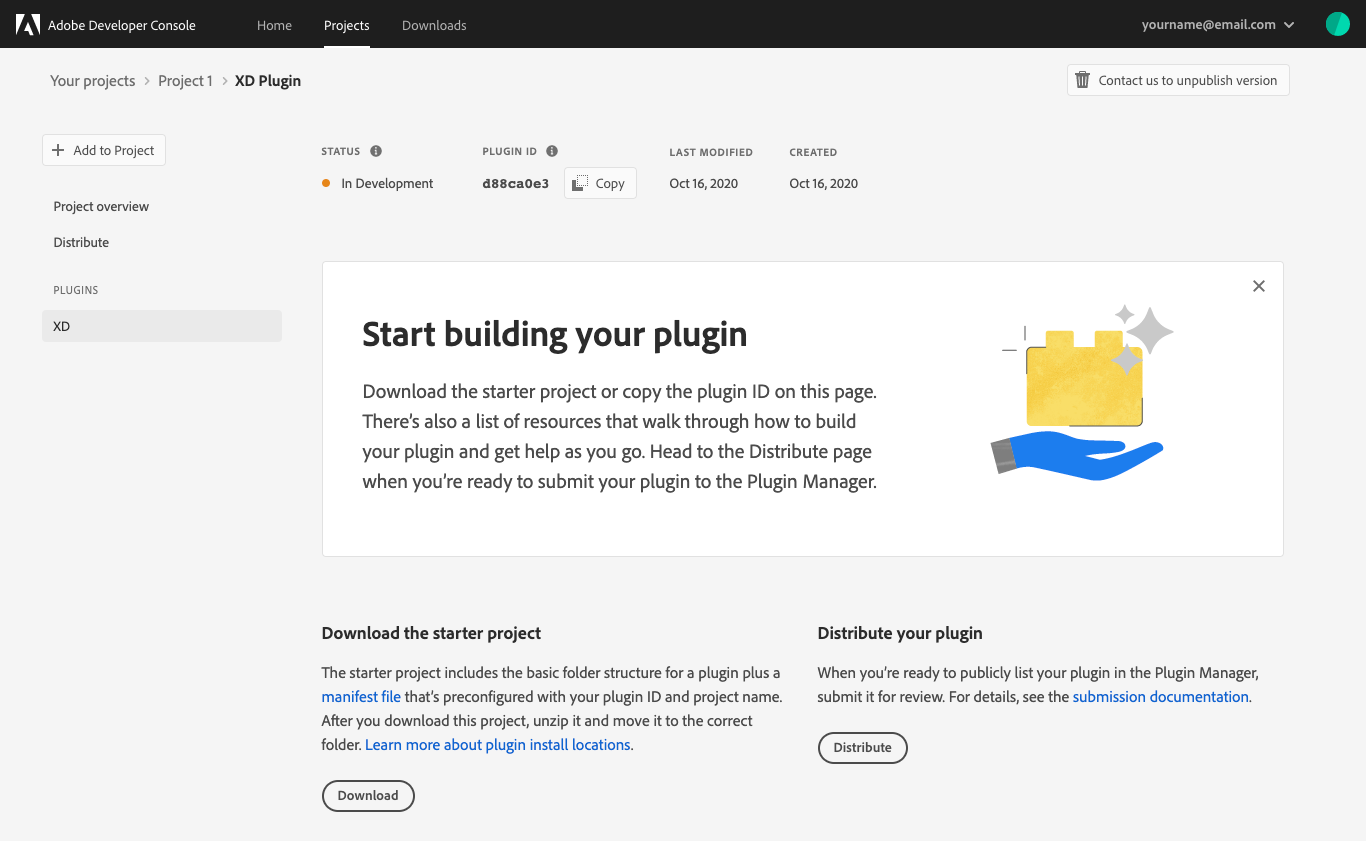 Adobe Developer Console Home Projects Downloads yourname@email.com
Your projects > Project 1 > XD Plugin
Contact us to unpublish version
Add to Project
Project overview
Distribute
PLUGINS
XD
STATUS PLUGIN ID LAST MODIFIED CREATED
In Development d88ca0e3 Copy Oct 16, 2020 Oct 16, 2020
Start building your plugin
Download the starter project or copy the plugin ID on this page.
There’s also a list of resources that walk through how to build
your plugin and get help as you go. Head to the Distribute page
when you’re ready to submit your plugin to the Plugin Manager.
Download the starter project
The starter project includes the basic folder structure for a plugin plus a
manifest file that’s preconfigured with your plugin ID and project name.
After you download this project, unzip it and move it to the correct
folder. Learn more about plugin install locations.
Download
Distribute your plugin
When you’re ready to publicly list your plugin in the Plugin Manager,
submit it for review. For details, see the submission documentation.
Distribute